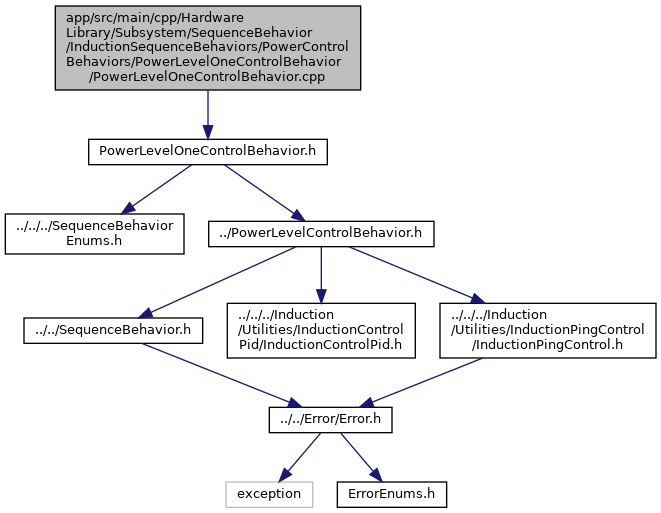 app/src/main/cpp/Hardware
Library/Subsystem/SequenceBehavior
/InductionSequenceBehaviors/PowerControl
Behaviors/PowerLevelOneControlBehavior
/PowerLevelOneControlBehavior.cpp
PowerLevelOneControlBehavior.h
../../../SequenceBehavior
Enums.h
../PowerLevelControlBehavior.h
../../SequenceBehavior.h
../../../Induction
/Utilities/InductionControl
Pid/InductionControlPid.h
../../../Induction
/Utilities/InductionPingControl
/InductionPingControl.h
../../Error/Error.h
exception
ErrorEnums.h